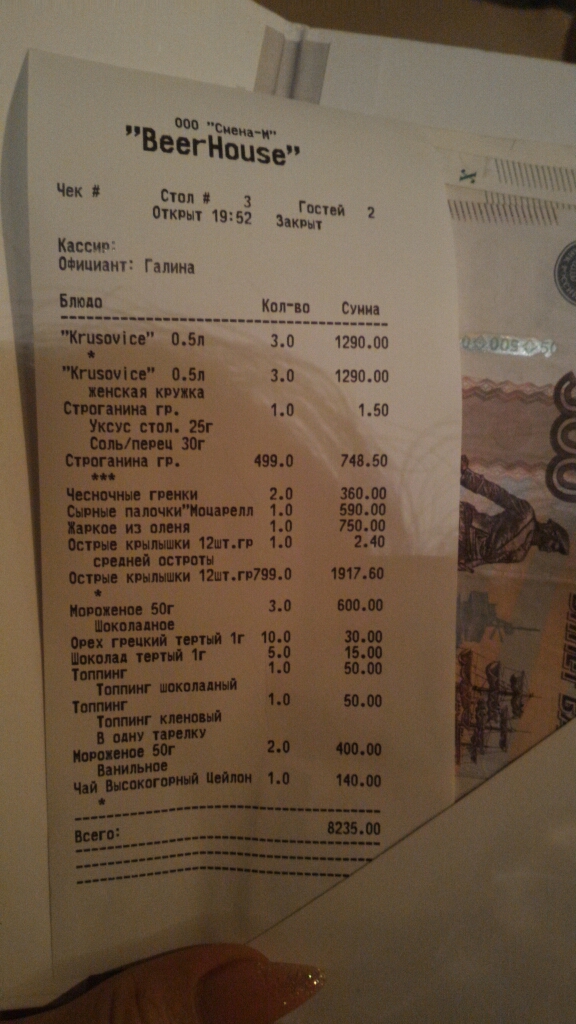 ООО "Смена-М"
"BeerHouse"
Чек # Стол # 3 Гостей 2
Открыт 19:52 Закрыт
Кассир:
Официант: Галина
Блюдо Кол-во Сумма
"Krusovice" 0.5л 3.0 1290.00
*
"Krusovice" 0.5л 3.0 1290.00
женская кружка
Строганина гр. 1.0 1.50
Уксус стол. 25г
Соль/перец 30г
Строганина гр. 499.0 748.50
***
Чесночные гренки 2.0 360.00
Сырные палочки"Моцарелл 1.0 590.00
Жаркое из оленя 1.0 750.00
Острые крылышки 12шт.гр 1.0 2.40
средней остроты
Острые крылышки 12шт.гр799.0 1917.60
*
Мороженое 50г 3.0 600.00
Шоколадное
Орех грецкий тертый 1г 10.0 30.00
Шоколад тертый 1г 5.0 15.00
Топпинг 1.0 50.00
Топпинг шоколадный
Топпинг 1.0 50.00
Топпинг кленовый
В одну тарелку
Мороженое 50г 2.0 400.00
Ванильное
Чай Высокогорный Цейлон 1.0 140.00
*
Всего: 8235.00